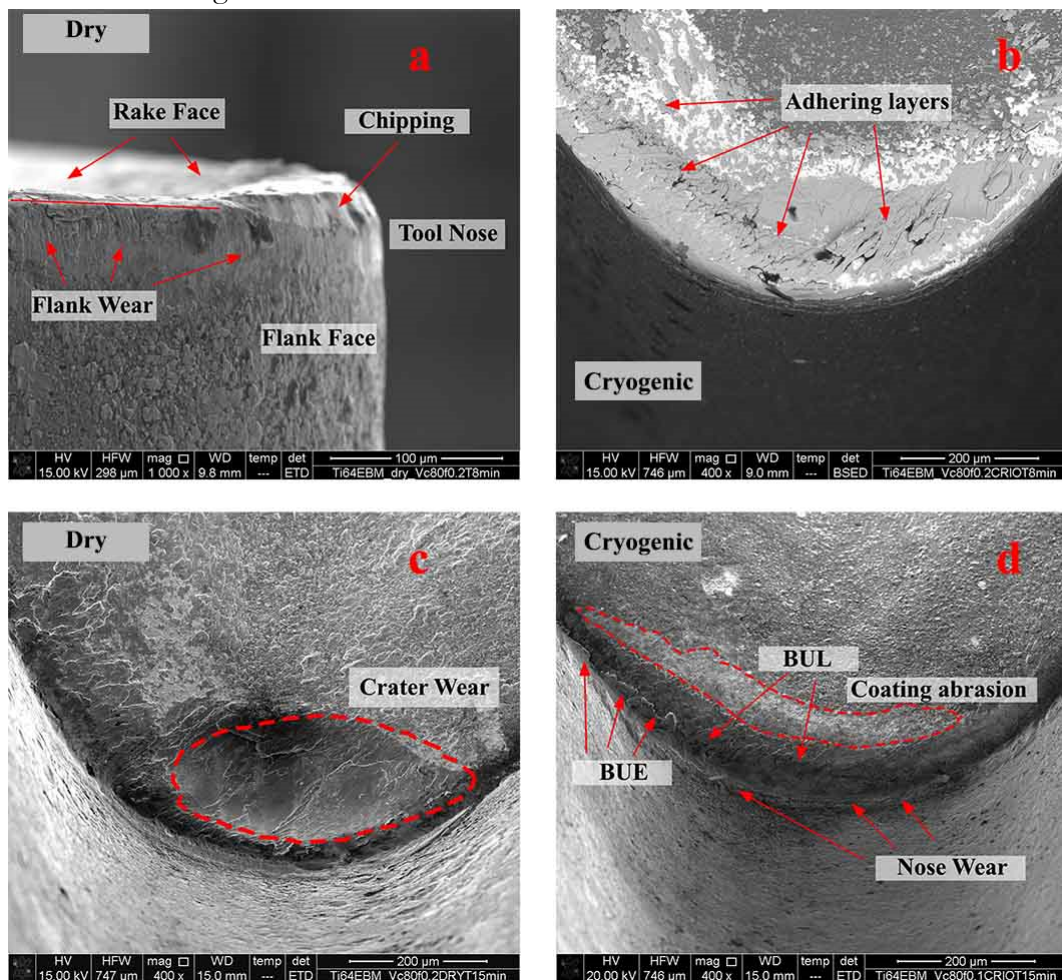 Dry
a
Rake Face
Chipping
Tool Nose
Flank Wear
Flank Face
HV HFW mag WD temp det 100 µm
15.00 kV 298 µm 1 000 x 9.8 mm --- ETD Ti64EBM_dry_Vc80f0.2T8min
b
Adhering layers
Cryogenic
HV HFW mag WD temp det 200 µm
15.00 kV 746 µm 400 x 9.0 mm --- BSED Ti64EBM_Vc80f0.2CRIOT8min
Dry
c
Crater Wear
HV HFW mag WD temp det 200 µm
15.00 kV 747 µm 400 x 15.0 mm --- ETD Ti64EBM_Vc80f0.2DRYT15min
Cryogenic
d
BUL
Coating abrasion
BUE
Nose Wear
HV HFW mag WD temp det 200 µm
20.00 kV 746 µm 400 x 15.0 mm --- ETD Ti64EBM_Vc80f0.2CRIOT15min